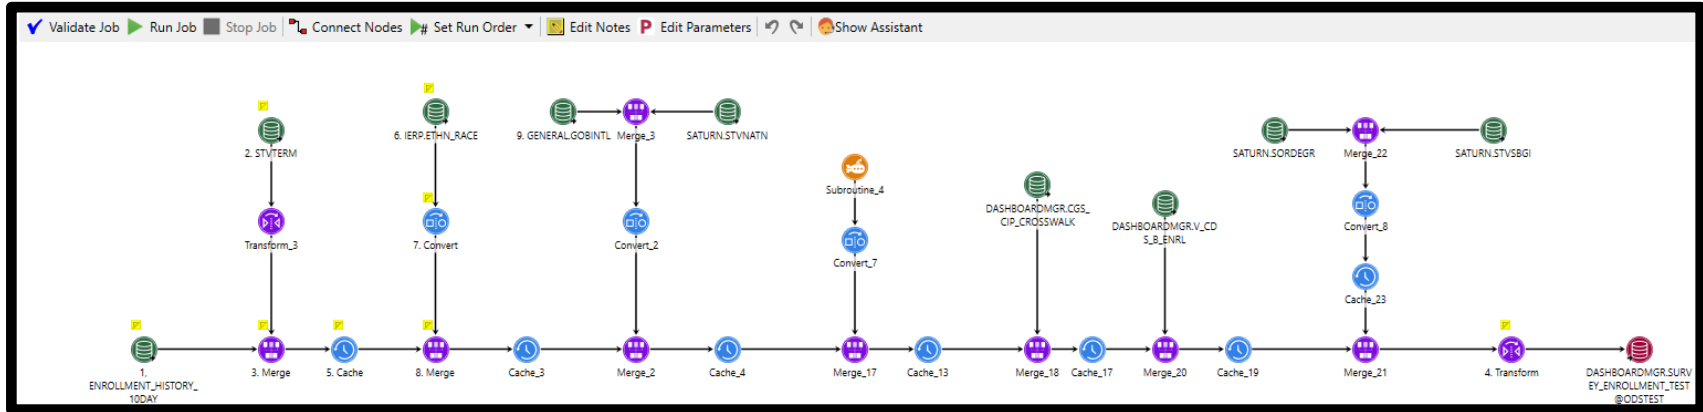 Validate Job Run Job Stop Job Connect Nodes Set Run Order Edit Notes P Edit Parameters Show Assistant
2. STVTERM
6. IERP.ETHN_RACE
9. GENERAL.GOBINTL
Merge_3
SATURN.STVNATN
SATURN.SORDEGR
Merge_22
SATURN.STVSBGI
Subroutine_4
DASHBOARDMGR.CGS_
CIP_CROSSWALK
DASHBOARDMGR.V_CD
S_B_ENRL
Transform_3
7. Convert
Convert_2
Convert_7
Convert_8
Cache_23
1.
ENROLLMENT_HISTORY_
10DAY
3. Merge
5. Cache
8. Merge
Cache_3
Merge_2
Cache_4
Merge_17
Cache_13
Merge_18
Cache_17
Merge_20
Cache_19
Merge_21
4. Transform
DASHBOARDMGR.SURV
EY_ENROLLMENT_TEST
@ODSTEST